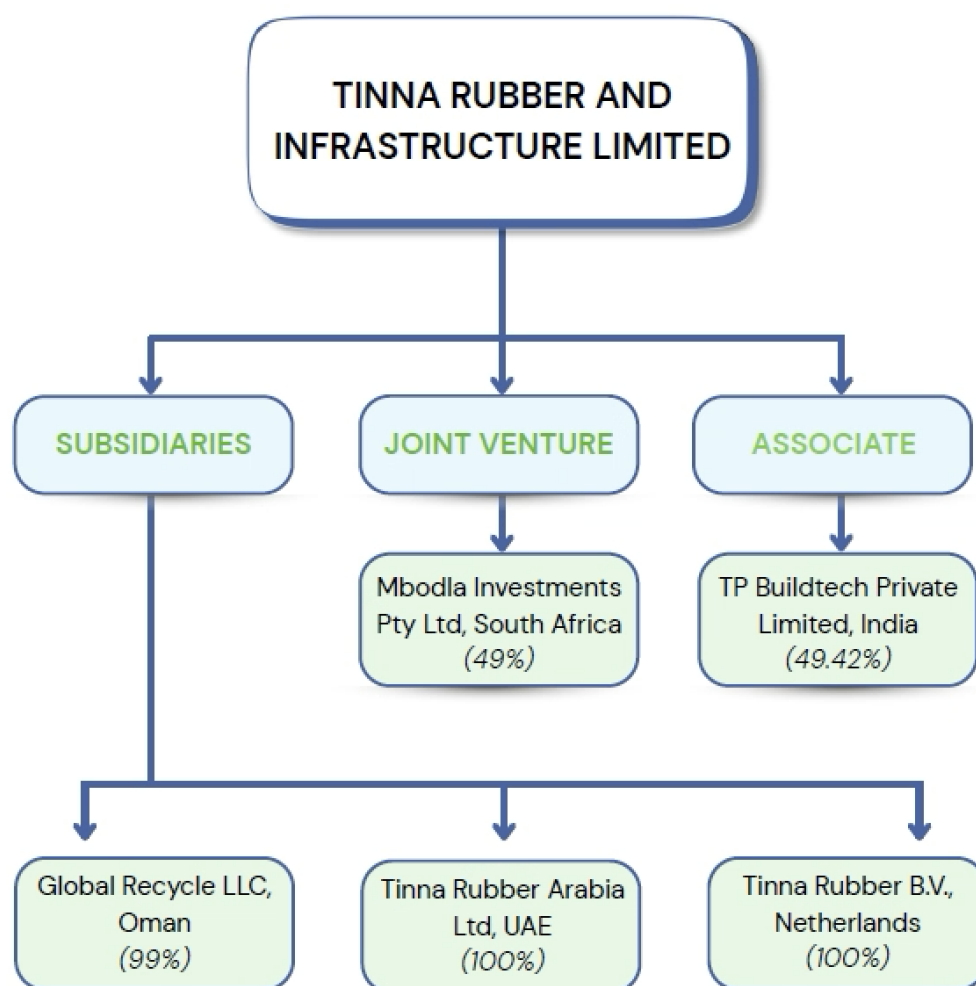 TINNA RUBBER AND
INFRASTRUCTURE LIMITED
SUBSIDIARIES
JOINT VENTURE
ASSOCIATE
Mbodla Investments
Pty Ltd, South Africa
(49%)
TP Buildtech Private
Limited, India
(49.42%)
Global Recycle LLC,
Oman
(99%)
Tinna Rubber Arabia
Ltd, UAE
(100%)
Tinna Rubber B.V.,
Netherlands
(100%)